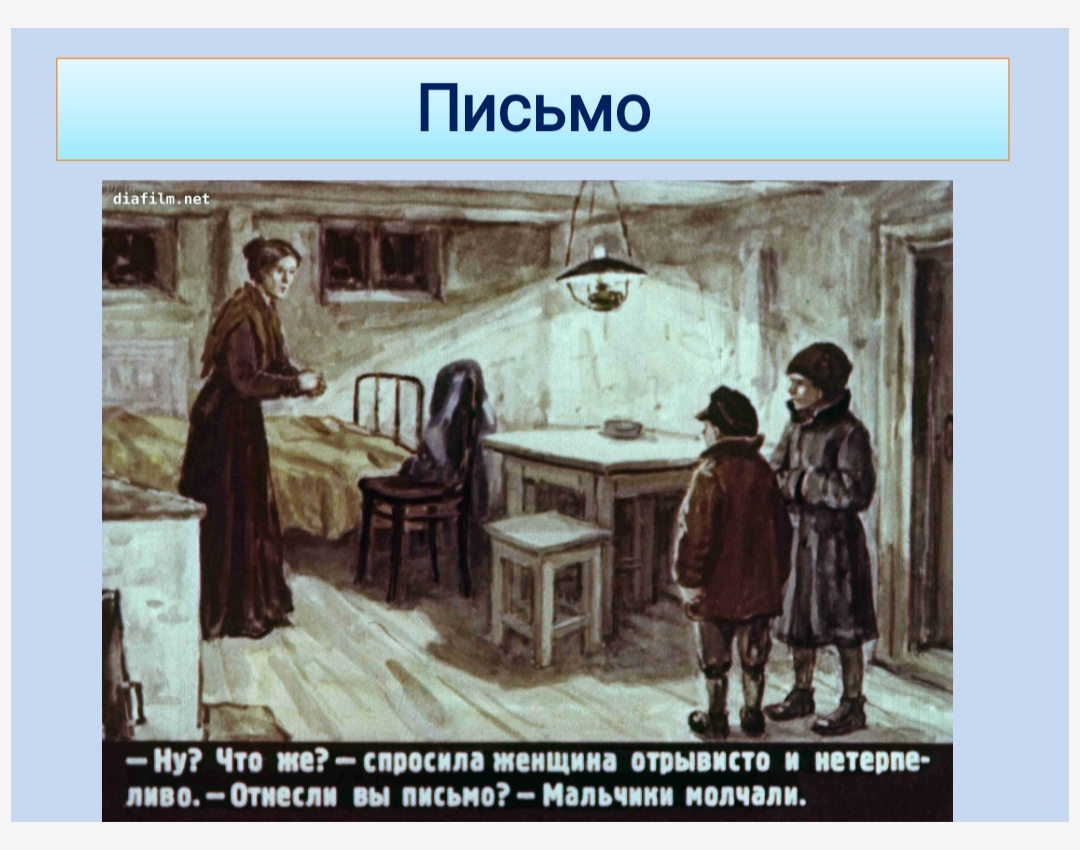 Письмо
diafilm.net
— Ну? Что же? — спросила женщина отрывисто и нетерпе-
ливо. — Отнесли вы письмо? — Мальчики молчали.